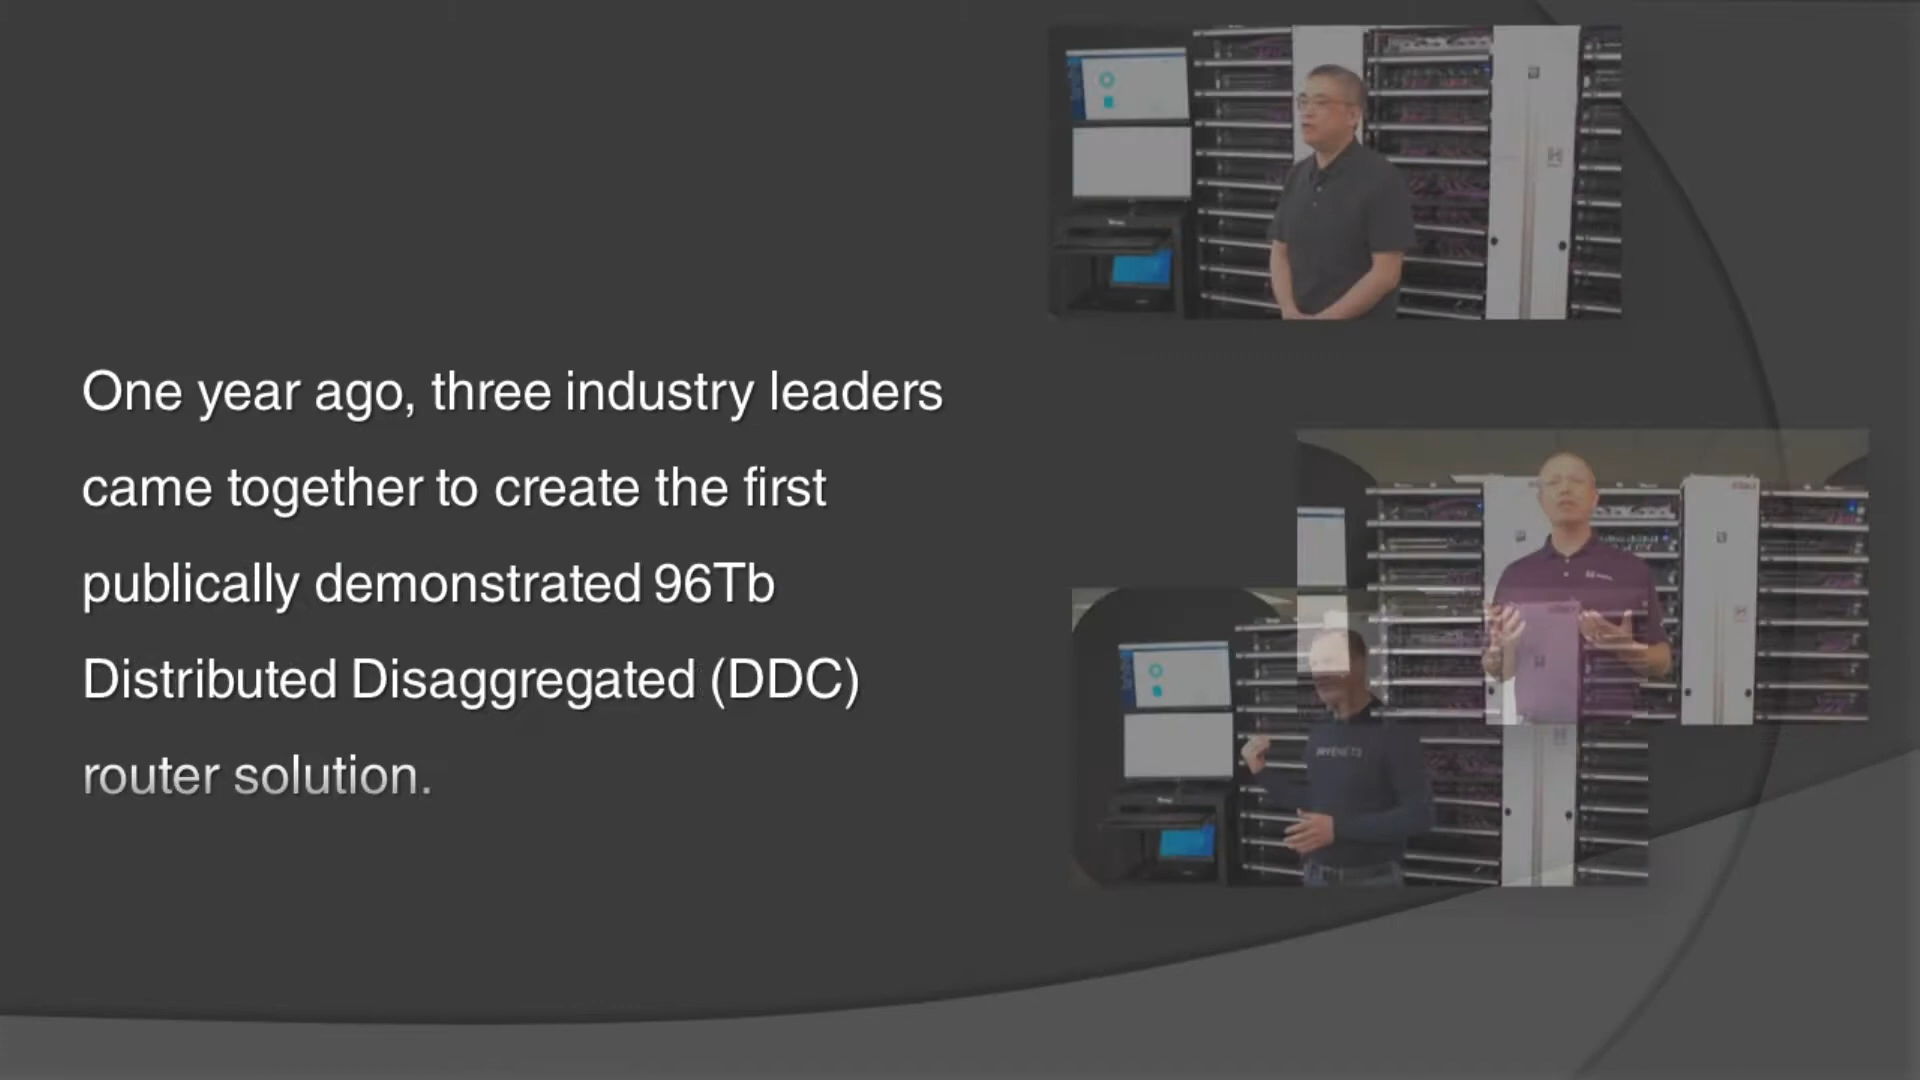 One year ago, three industry leaders
came together to create the first
publically demonstrated 96Tb
Distributed Disaggregated (DDC)
router solution.